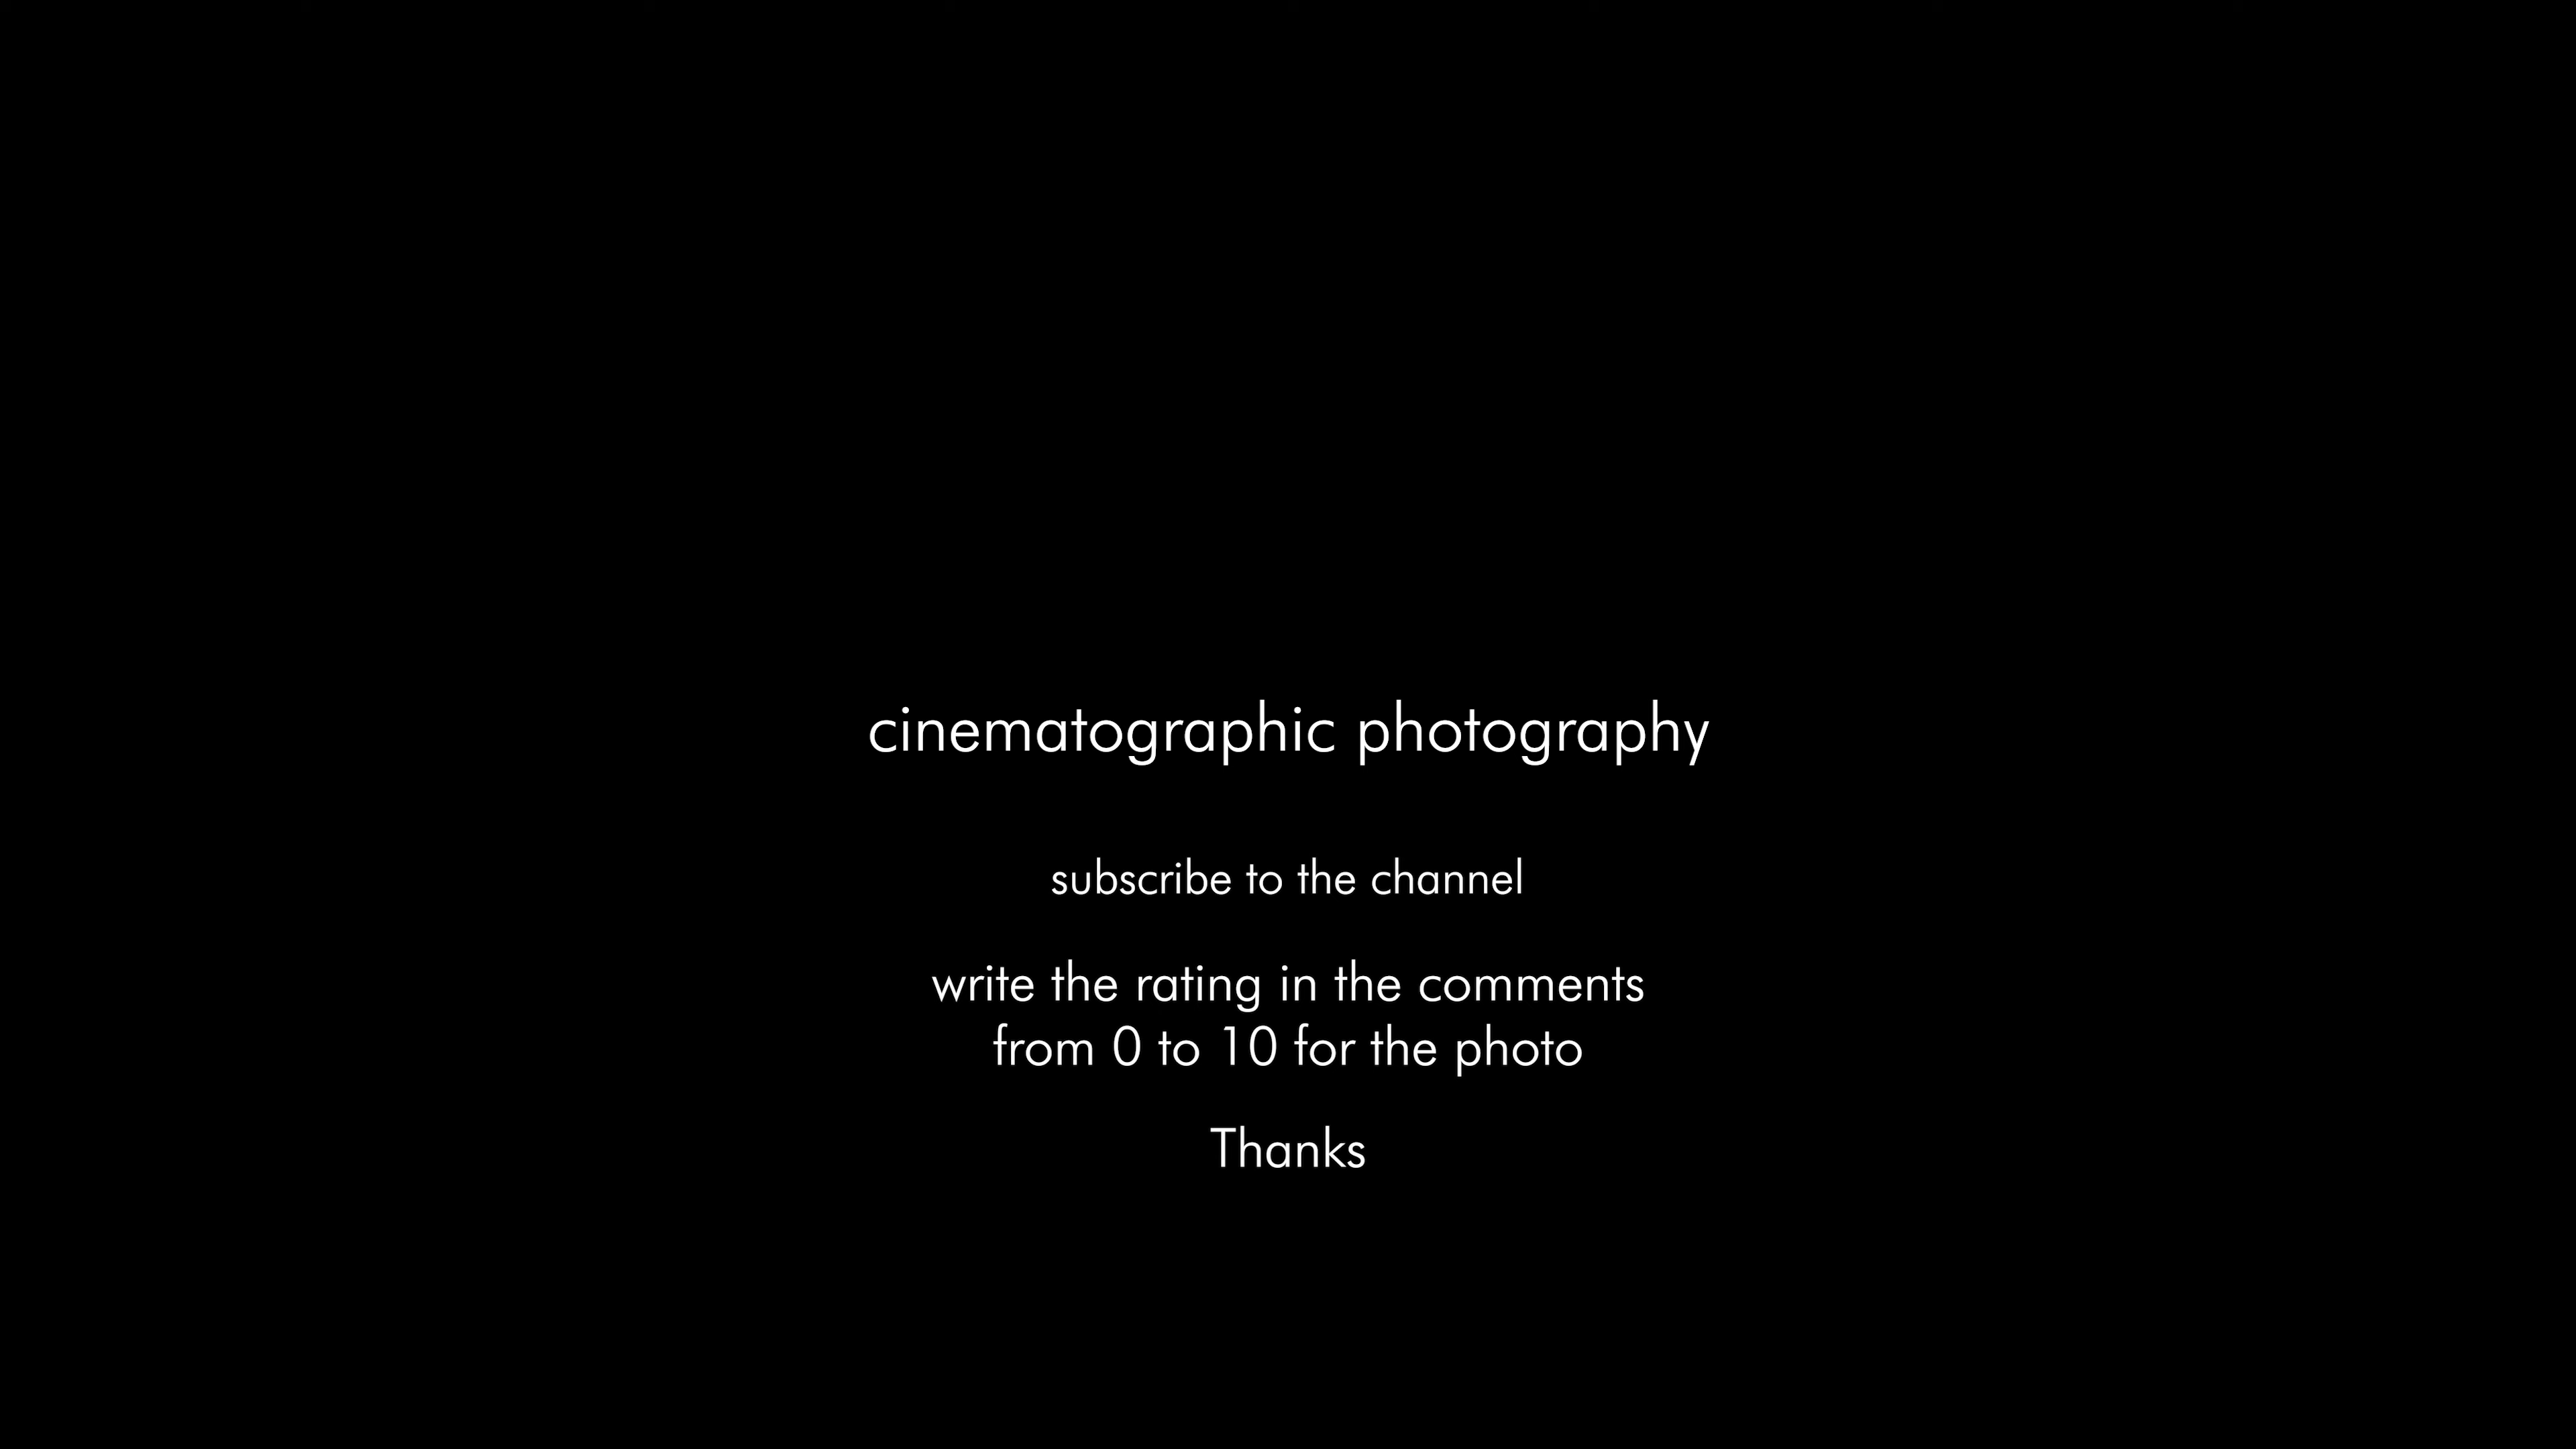 cinematographic photography
subscribe to the channel
write the rating in the comments
from 0 to 10 for the photo
Thanks